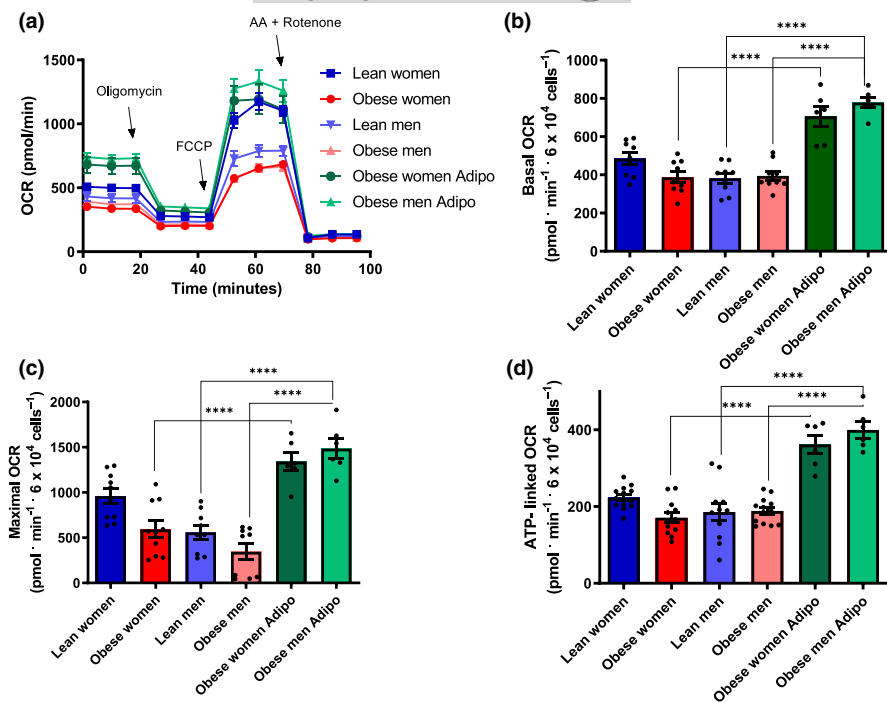 (a)
AA + Rotenone
Oligomycin
FCCP
1500
1000
500
0
OCR (pmol/min)
0 20 40 60 80 100
Time (minutes)
Lean women
Obese women
Lean men
Obese men
Obese women Adipo
Obese men Adipo
(b)
****
****
****
1000
800
600
400
200
0
Basal OCR
(pmol · min⁻¹ · 6 x 10⁴ cells⁻¹)
Lean women
Obese women
Lean men
Obese men
Obese women Adipo
Obese men Adipo
(c)
****
****
****
2000
1500
1000
500
0
Maximal OCR
(pmol · min⁻¹ · 6 x 10⁴ cells⁻¹)
Lean women
Obese women
Lean men
Obese men
Obese women Adipo
Obese men Adipo
(d)
****
****
****
400
200
0
ATP-linked OCR
(pmol · min⁻¹ · 6 x 10⁴ cells⁻¹)
Lean women
Obese women
Lean men
Obese men
Obese women Adipo
Obese men Adipo